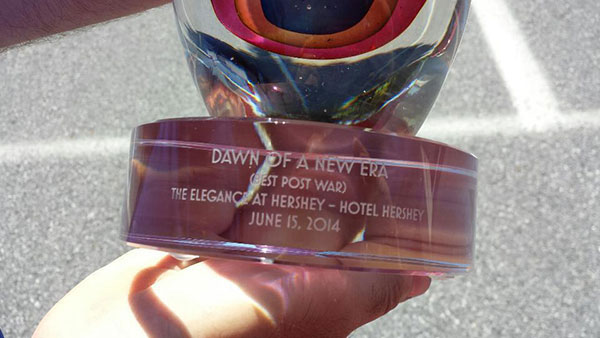 DAWN OF A NEW ERA
(BEST POST WAR)
THE ELEGANCE AT HERSHEY – HOTEL HERSHEY
JUNE 15, 2014